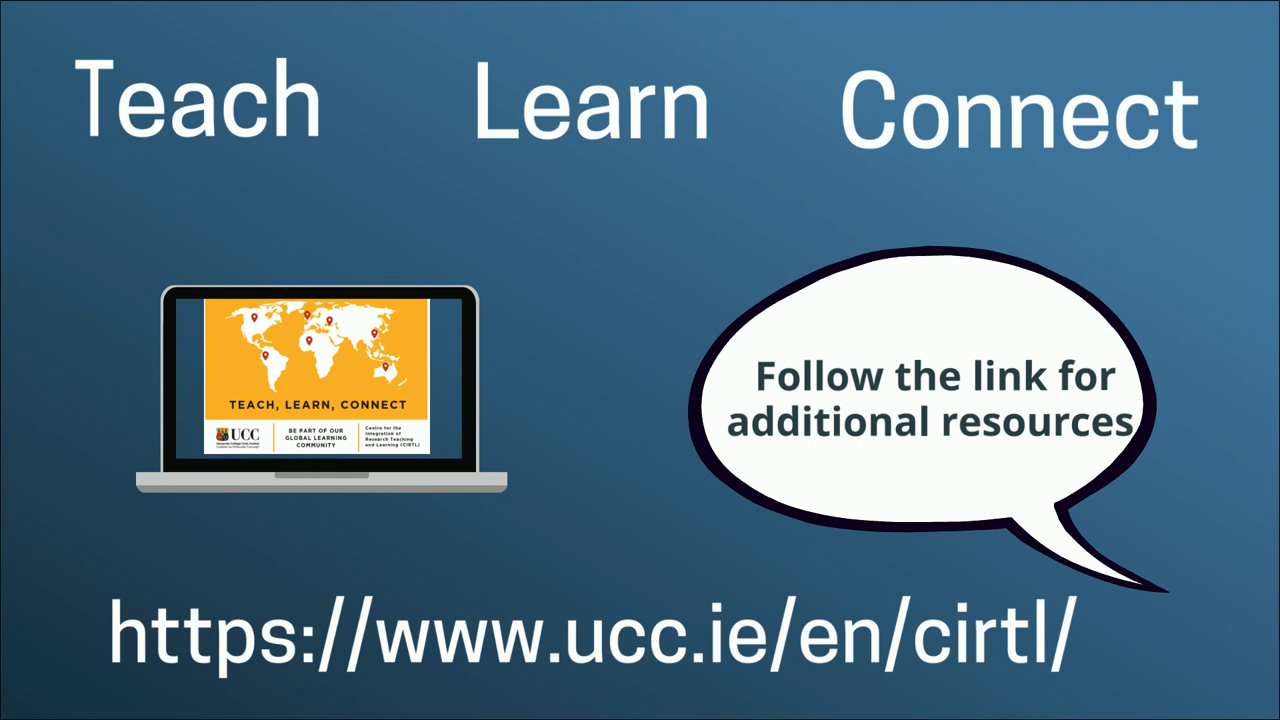 Teach Learn Connect
Follow the link for
additional resources
TEACH, LEARN, CONNECT
UCC
BE PART OF OUR
GLOBAL LEARNING
COMMUNITY
Centre for the
Integration of
Research Teaching
and Learning (CIRTL)
https://www.ucc.ie/en/cirtl/